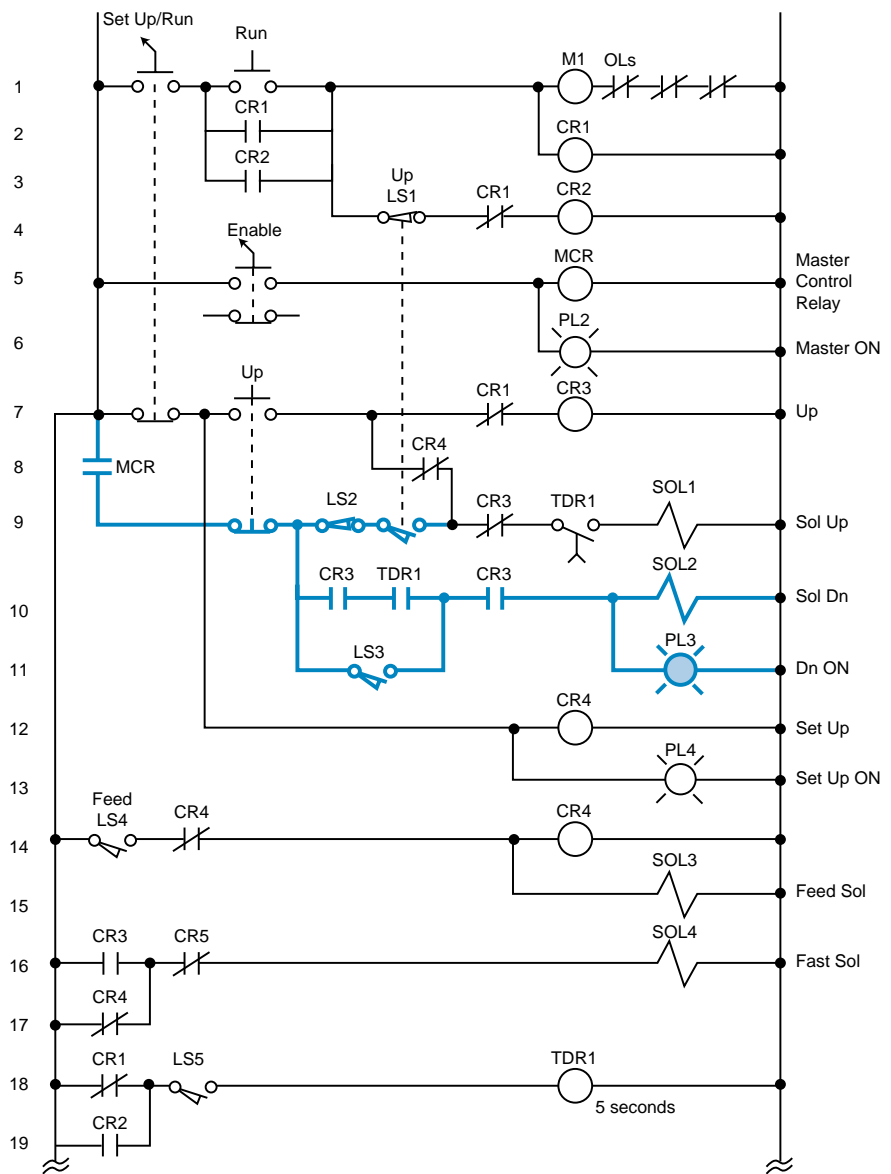 Set Up/Run
Run
1
M1
OLs
CR1
2
CR1
CR2
3
Up
LS1
CR1
CR2
4
Enable
5
MCR
Master
Control
Relay
PL2
6
Master ON
Up
7
CR1
CR3
Up
CR4
8
MCR
LS2
9
CR3
TDR1
SOL1
Sol Up
CR3
TDR1
CR3
SOL2
Sol Dn
10
LS3
PL3
11
Dn ON
12
CR4
Set Up
PL4
13
Set Up ON
Feed
LS4
CR4
CR4
14
SOL3
15
Feed Sol
CR3
CR5
SOL4
16
Fast Sol
CR4
17
CR1
LS5
TDR1
18
5 seconds
CR2
19